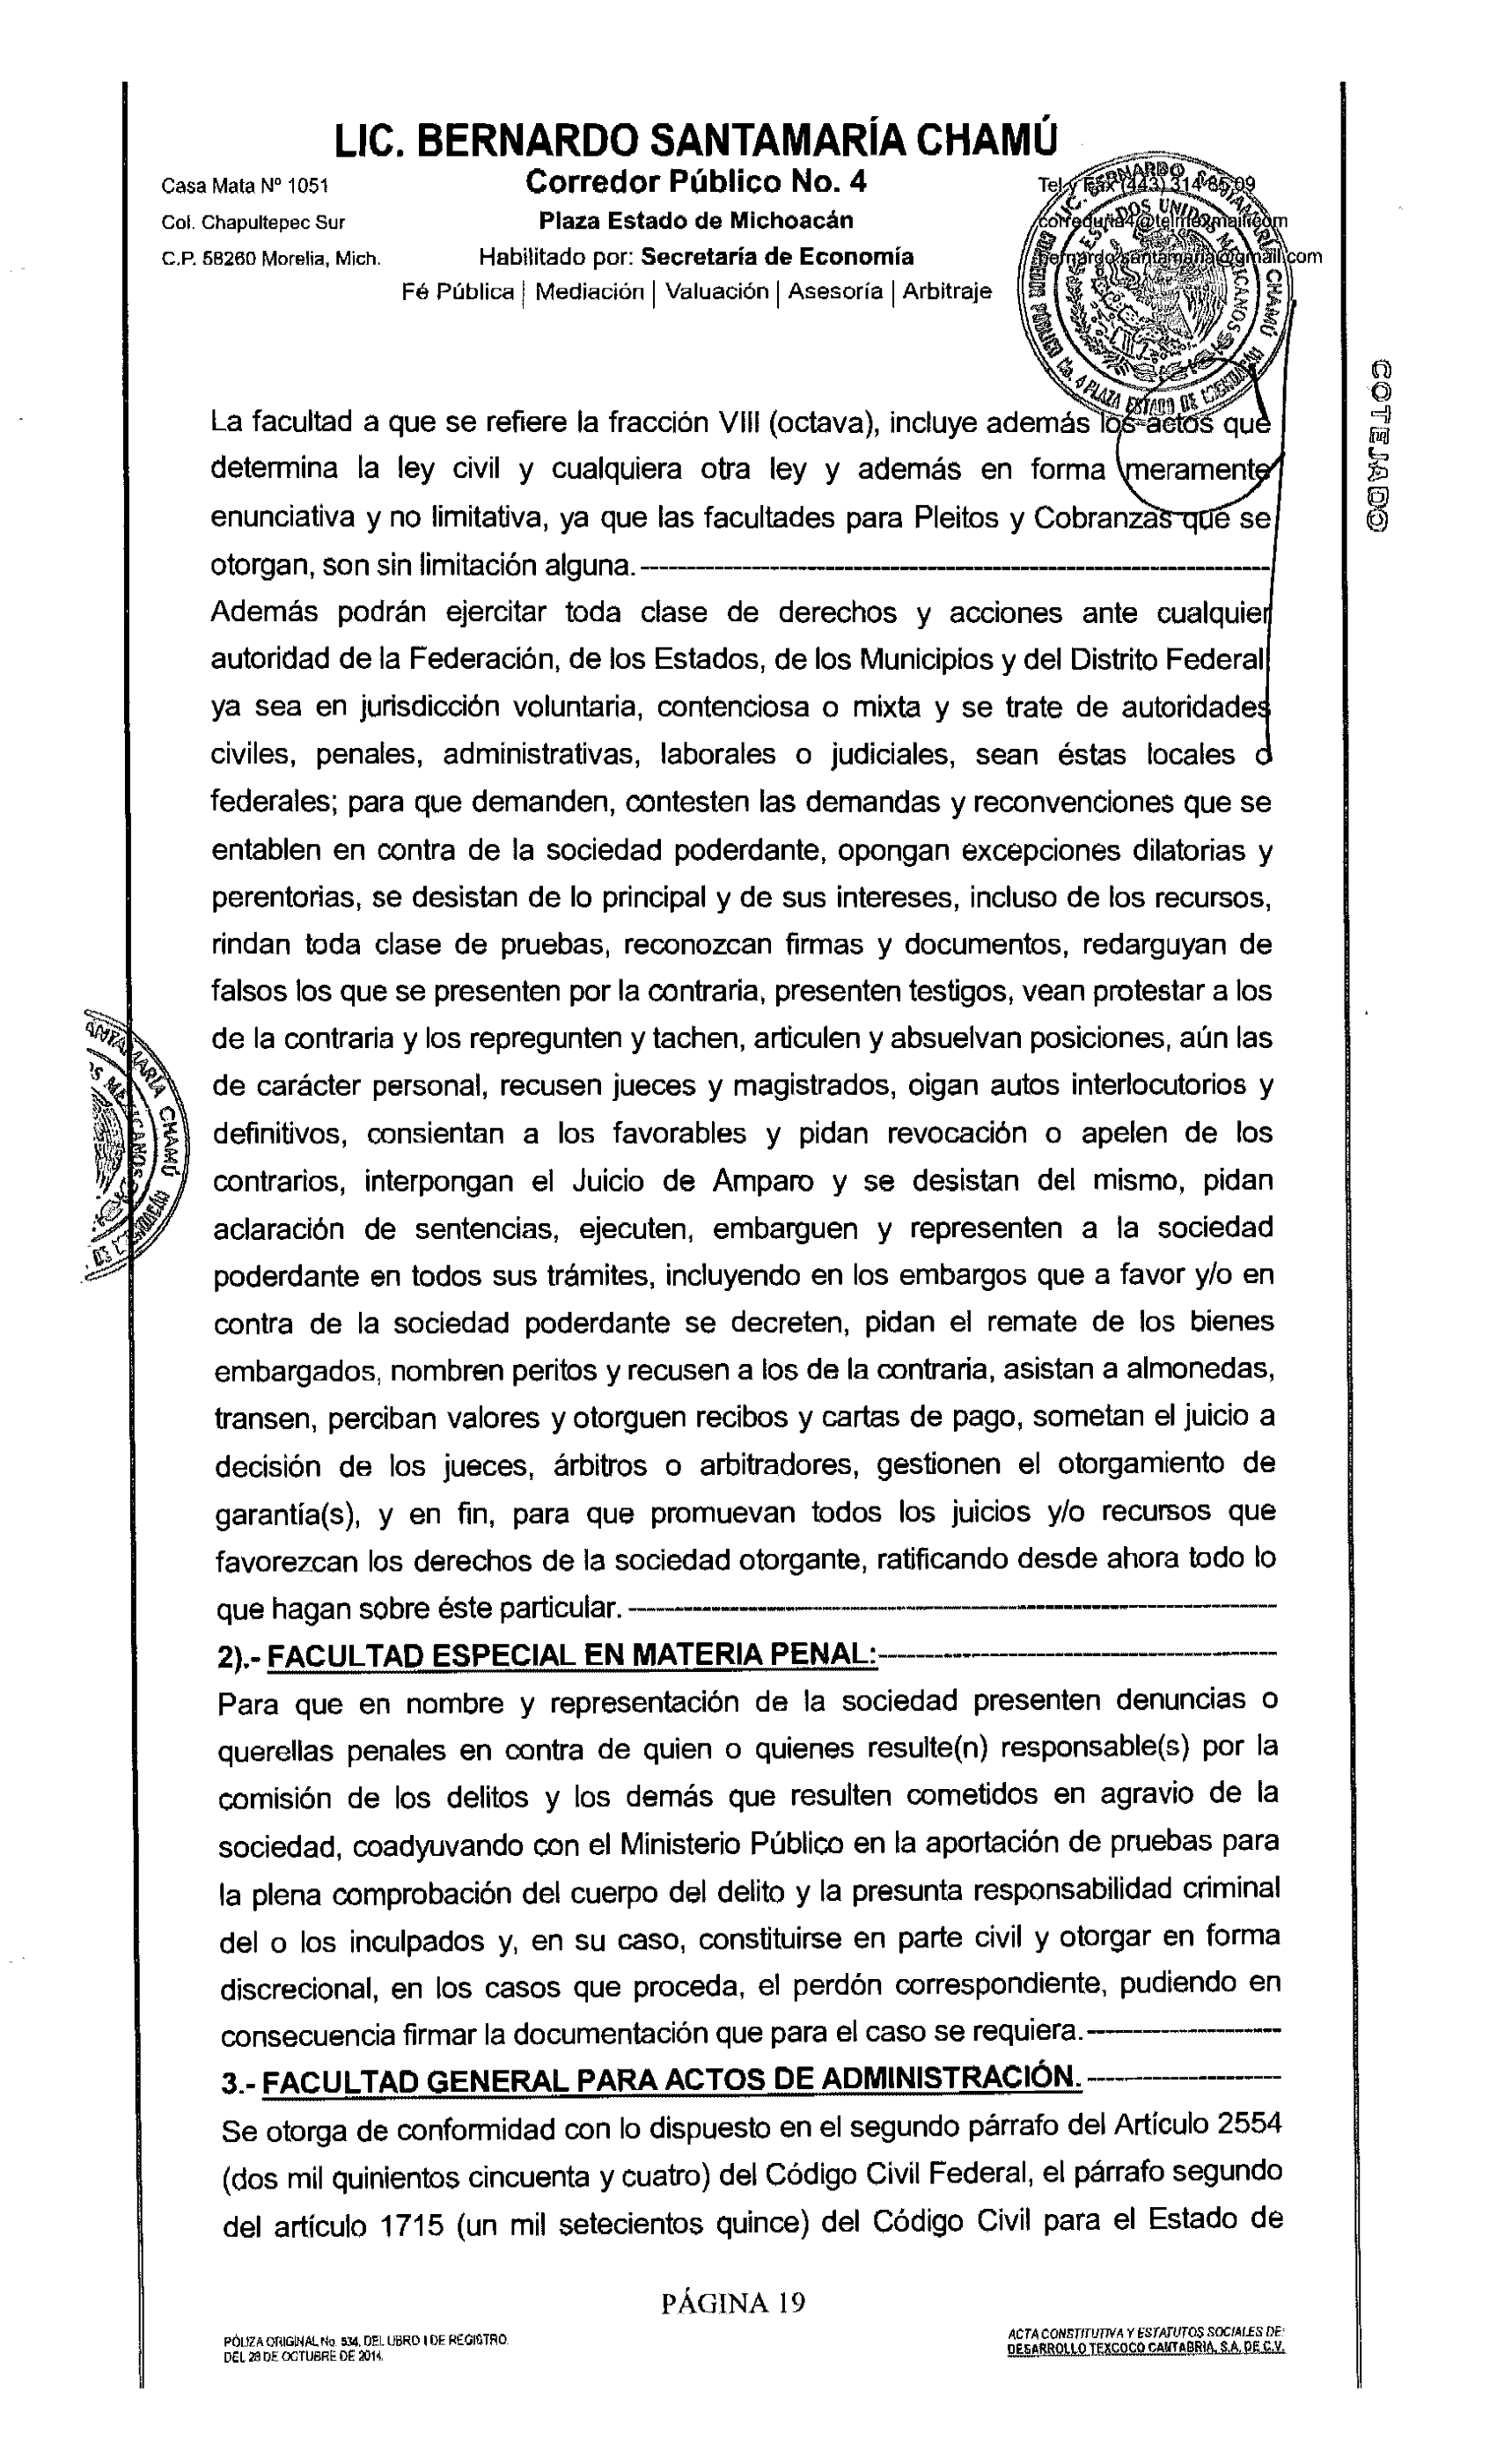 LIC. BERNARDO SANTAMARÍA CHAMÚ
Casa Mata Nº 1051
Corredor Público No. 4
Tel y Fax (443) 314-85-09
Col. Chapultepec Sur
Plaza Estado de Michoacán
correduria4@telmexmail.com
C.P. 58260 Morelia, Mich.
Habilitado por: Secretaría de Economía
bernardo.santamaria@gmail.com
Fé Pública | Mediación | Valuación | Asesoría | Arbitraje
COTEJADO
La facultad a que se refiere la fracción VIII (octava), incluye además los actos que
determina la ley civil y cualquiera otra ley y además en forma meramente
enunciativa y no limitativa, ya que las facultades para Pleitos y Cobranzas que se
otorgan, son sin limitación alguna.
Además podrán ejercitar toda clase de derechos y acciones ante cualquier
autoridad de la Federación, de los Estados, de los Municipios y del Distrito Federal
ya sea en jurisdicción voluntaria, contenciosa o mixta y se trate de autoridades
civiles, penales, administrativas, laborales o judiciales, sean éstas locales o
federales; para que demanden, contesten las demandas y reconvenciones que se
entablen en contra de la sociedad poderdante, opongan excepciones dilatorias y
perentorias, se desistan de lo principal y de sus intereses, incluso de los recursos,
rindan toda clase de pruebas, reconozcan firmas y documentos, redarguyan de
falsos los que se presenten por la contraria, presenten testigos, vean protestar a los
de la contraria y los repregunten y tachen, articulen y absuelvan posiciones, aún las
de carácter personal, recusen jueces y magistrados, oigan autos interlocutorios y
definitivos, consientan a los favorables y pidan revocación o apelen de los
contrarios, interpongan el Juicio de Amparo y se desistan del mismo, pidan
aclaración de sentencias, ejecuten, embarguen y representen a la sociedad
poderdante en todos sus trámites, incluyendo en los embargos que a favor y/o en
contra de la sociedad poderdante se decreten, pidan el remate de los bienes
embargados, nombren peritos y recusen a los de la contraria, asistan a almonedas,
transen, perciban valores y otorguen recibos y cartas de pago, sometan el juicio a
decisión de los jueces, árbitros o arbitradores, gestionen el otorgamiento de
garantía(s), y en fin, para que promuevan todos los juicios y/o recursos que
favorezcan los derechos de la sociedad otorgante, ratificando desde ahora todo lo
que hagan sobre éste particular.
2).- FACULTAD ESPECIAL EN MATERIA PENAL:
Para que en nombre y representación de la sociedad presenten denuncias o
querellas penales en contra de quien o quienes resulte(n) responsable(s) por la
comisión de los delitos y los demás que resulten cometidos en agravio de la
sociedad, coadyuvando con el Ministerio Público en la aportación de pruebas para
la plena comprobación del cuerpo del delito y la presunta responsabilidad criminal
del o los inculpados y, en su caso, constituirse en parte civil y otorgar en forma
discrecional, en los casos que proceda, el perdón correspondiente, pudiendo en
consecuencia firmar la documentación que para el caso se requiera.
3.- FACULTAD GENERAL PARA ACTOS DE ADMINISTRACIÓN.
Se otorga de conformidad con lo dispuesto en el segundo párrafo del Artículo 2554
(dos mil quinientos cincuenta y cuatro) del Código Civil Federal, el párrafo segundo
del artículo 1715 (un mil setecientos quince) del Código Civil para el Estado de
PÁGINA 19
PÓLIZA ORIGINAL No. 534, DEL LIBRO I DE REGISTRO
DEL 28 DE OCTUBRE DE 2014.
ACTA CONSTITUTIVA Y ESTATUTOS SOCIALES DE:
DESARROLLO TEXCOCO CANTABRIA, S.A. DE C.V.